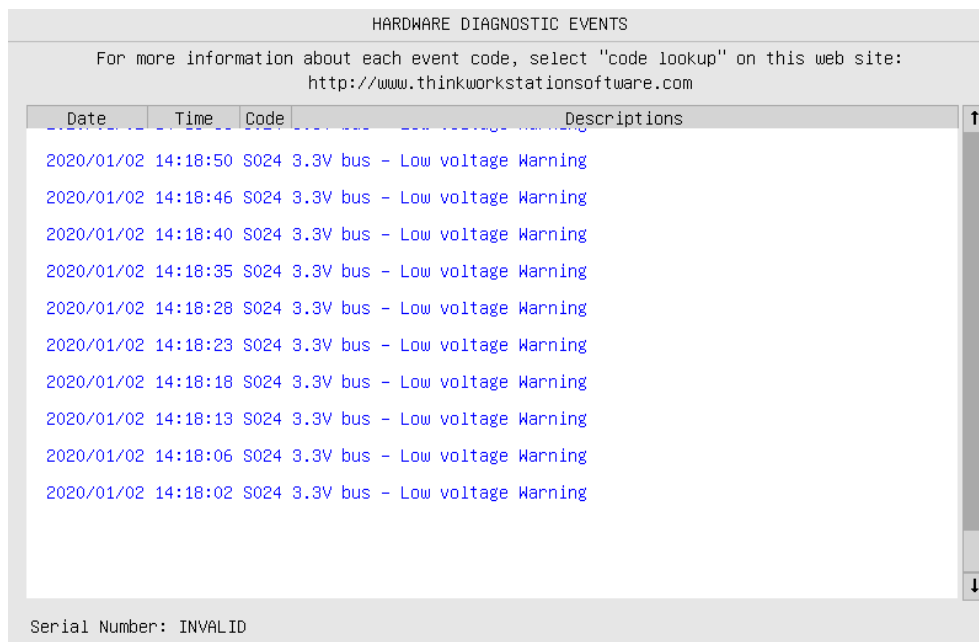 HARDWARE DIAGNOSTIC EVENTS
For more information about each event code, select "code lookup" on this web site:
http://www.thinkworkstationsoftware.com
Date Time Code Descriptions
2020/01/02 14:18:50 S024 3.3V bus - Low voltage Warning
2020/01/02 14:18:46 S024 3.3V bus - Low voltage Warning
2020/01/02 14:18:40 S024 3.3V bus - Low voltage Warning
2020/01/02 14:18:35 S024 3.3V bus - Low voltage Warning
2020/01/02 14:18:28 S024 3.3V bus - Low voltage Warning
2020/01/02 14:18:23 S024 3.3V bus - Low voltage Warning
2020/01/02 14:18:18 S024 3.3V bus - Low voltage Warning
2020/01/02 14:18:13 S024 3.3V bus - Low voltage Warning
2020/01/02 14:18:06 S024 3.3V bus - Low voltage Warning
2020/01/02 14:18:02 S024 3.3V bus - Low voltage Warning
Serial Number: INVALID